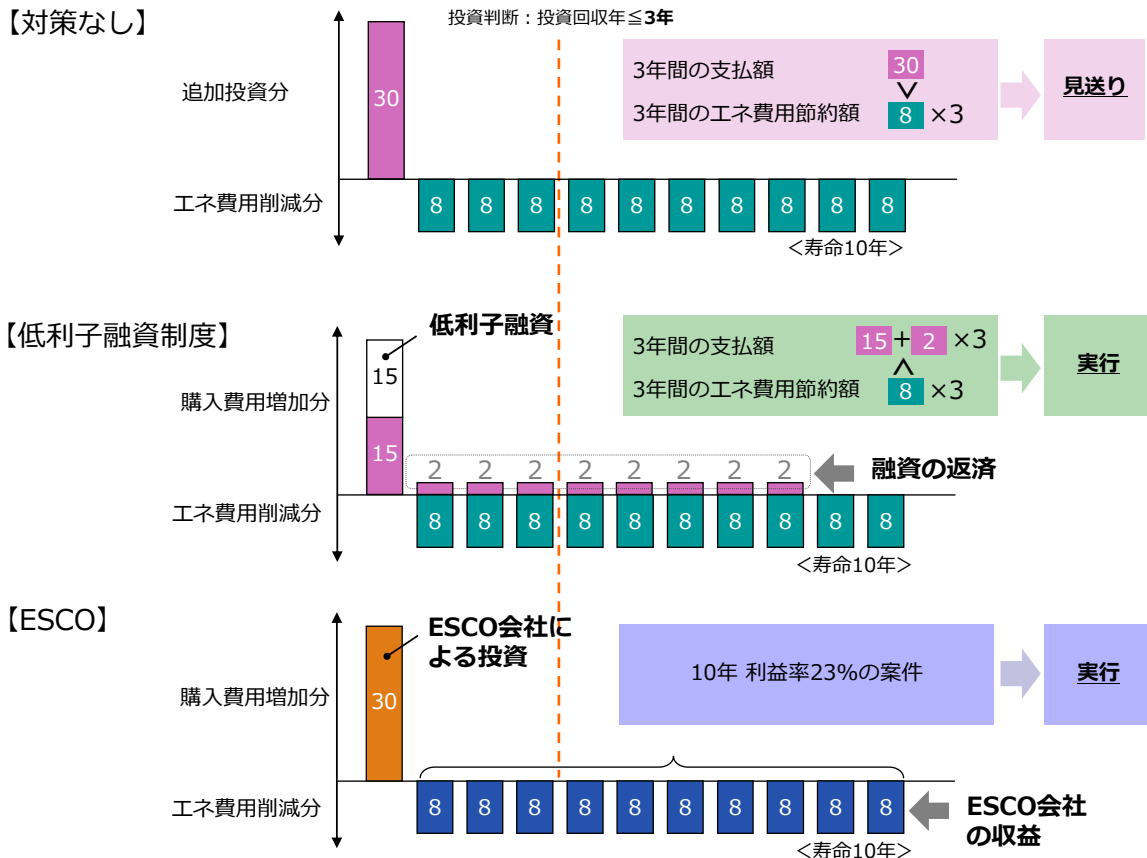 【対策なし】
投資判断：投資回収年≦3年
追加投資分
30
エネ費用削減分
8 8 8 8 8 8 8 8 8 8
＜寿命10年＞
3年間の支払額 30
∨
3年間のエネ費用節約額 8 ×3
見送り
【低利子融資制度】
低利子融資
15
購入費用増加分
15
2 2 2 2 2 2 2 2
融資の返済
エネ費用削減分
8 8 8 8 8 8 8 8 8 8
＜寿命10年＞
3年間の支払額 15 + 2 ×3
∧
3年間のエネ費用節約額 8 ×3
実行
【ESCO】
ESCO会社に
よる投資
購入費用増加分
30
10年 利益率23%の案件
実行
エネ費用削減分
8 8 8 8 8 8 8 8 8 8
ESCO会社
の収益
＜寿命10年＞